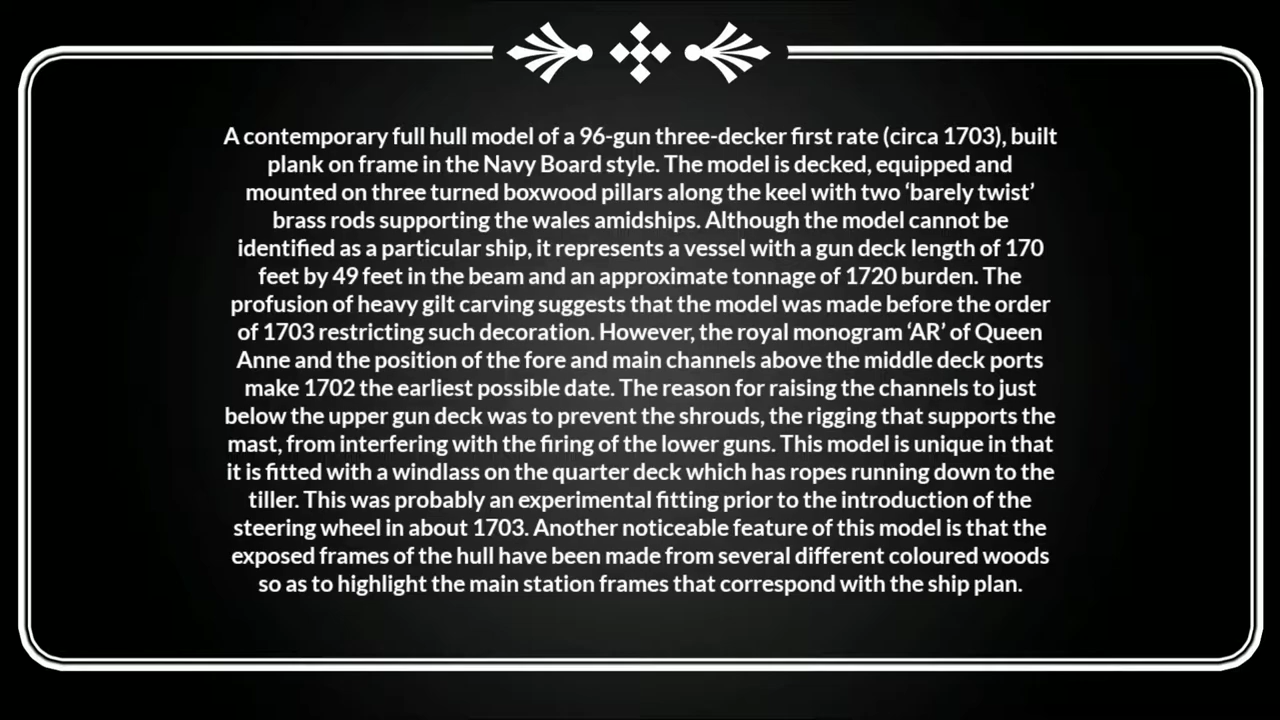 A contemporary full hull model of a 96-gun three-decker first rate (circa 1703), built
plank on frame in the Navy Board style. The model is decked, equipped and
mounted on three turned boxwood pillars along the keel with two ‘barely twist’
brass rods supporting the wales amidships. Although the model cannot be
identified as a particular ship, it represents a vessel with a gun deck length of 170
feet by 49 feet in the beam and an approximate tonnage of 1720 burden. The
profusion of heavy gilt carving suggests that the model was made before the order
of 1703 restricting such decoration. However, the royal monogram ‘AR’ of Queen
Anne and the position of the fore and main channels above the middle deck ports
make 1702 the earliest possible date. The reason for raising the channels to just
below the upper gun deck was to prevent the shrouds, the rigging that supports the
mast, from interfering with the firing of the lower guns. This model is unique in that
it is fitted with a windlass on the quarter deck which has ropes running down to the
tiller. This was probably an experimental fitting prior to the introduction of the
steering wheel in about 1703. Another noticeable feature of this model is that the
exposed frames of the hull have been made from several different coloured woods
so as to highlight the main station frames that correspond with the ship plan.